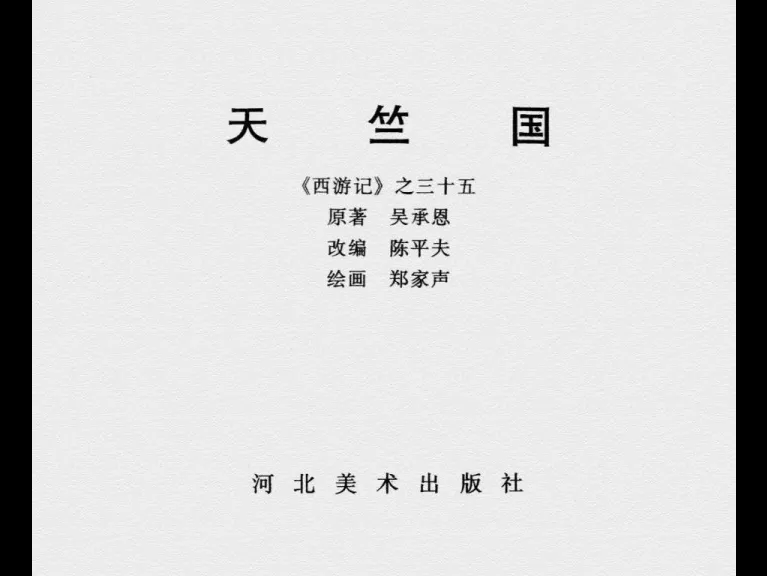 天竺国
《西游记》之三十五
原著 吴承恩
改编 陈平夫
绘画 郑家声
河北美术出版社